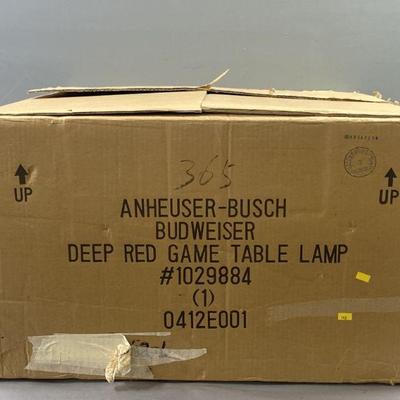 365
UP
UP
ANHEUSER-BUSCH
BUDWEISER
DEEP RED GAME TABLE LAMP
#1029884
(1)
0412E001